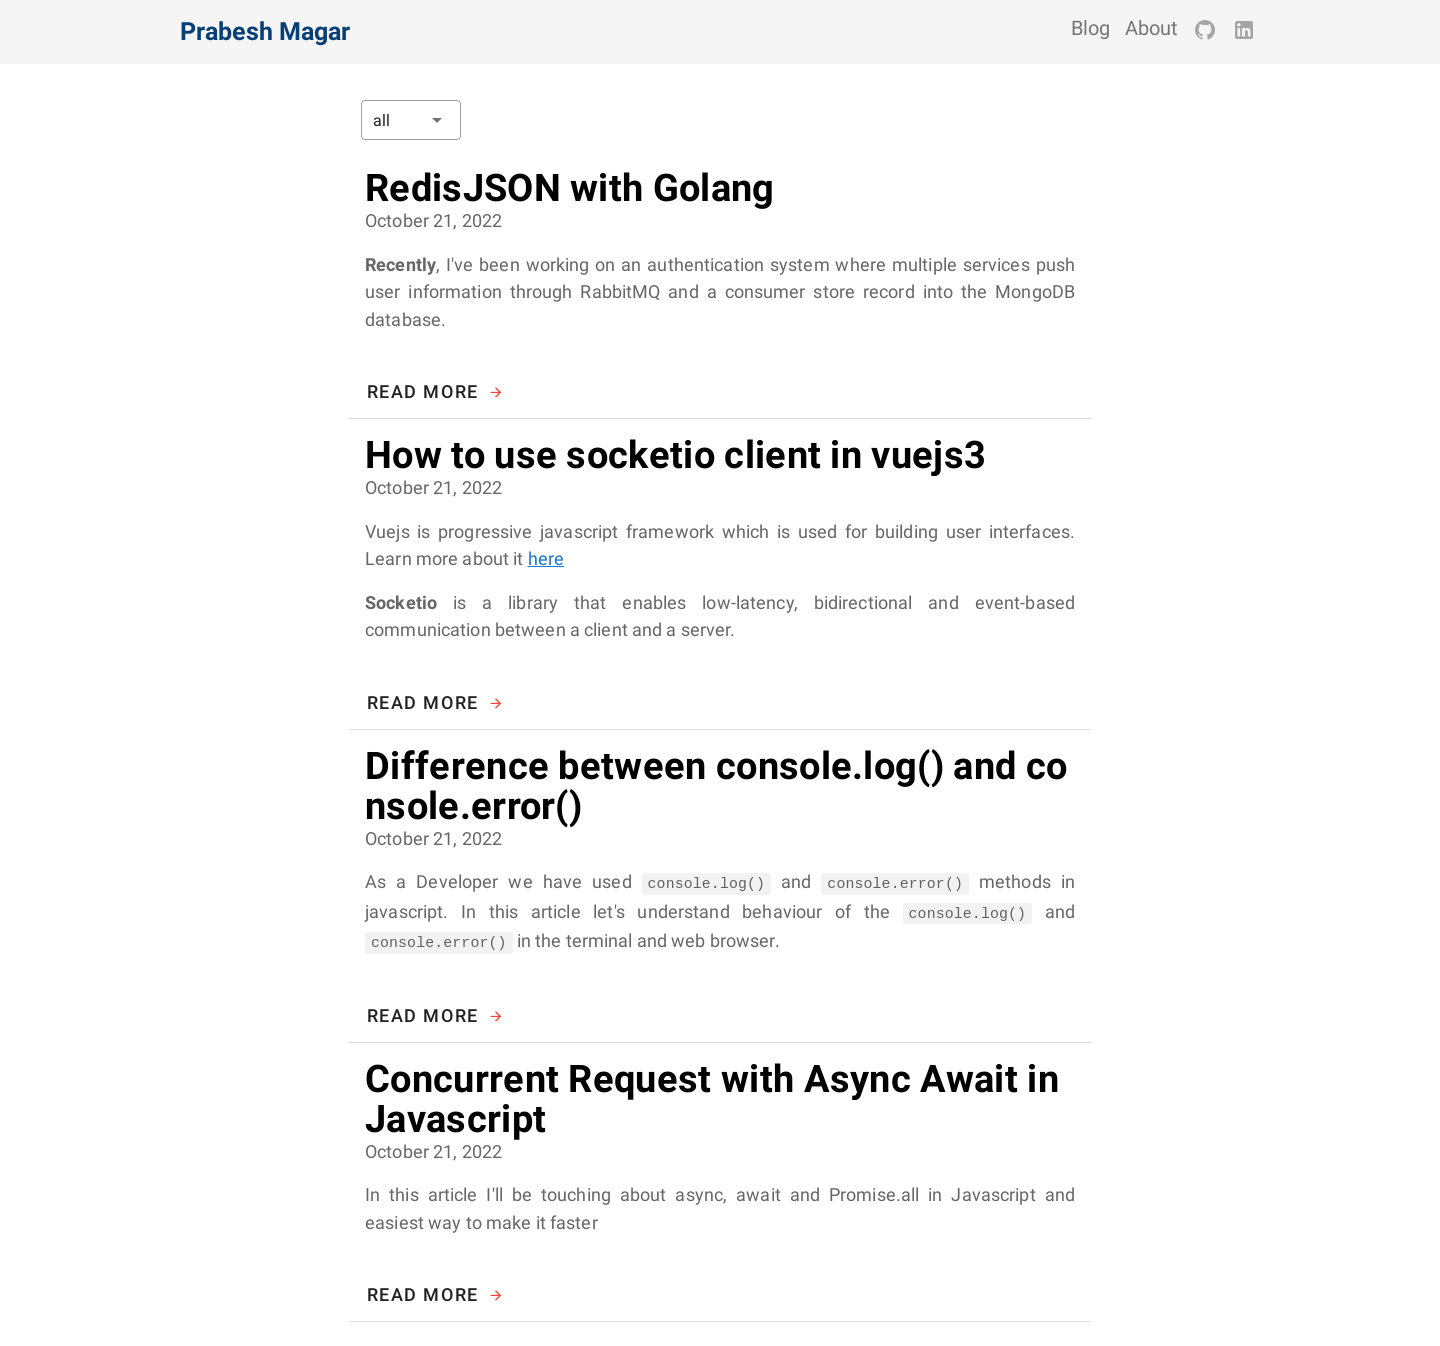 Prabesh Magar
Blog
About
all
RedisJSON with Golang
October 21, 2022
Recently, I've been working on an authentication system where multiple services push
user information through RabbitMQ and a consumer store record into the MongoDB
database.
READ MORE
How to use socketio client in vuejs3
October 21, 2022
Vuejs is progressive javascript framework which is used for building user interfaces.
Learn more about it here
Socketio is a library that enables low-latency, bidirectional and event-based
communication between a client and a server.
READ MORE
Difference between console.log() and co
nsole.error()
October 21, 2022
As a Developer we have used console.log() and console.error() methods in
javascript. In this article let's understand behaviour of the console.log() and
console.error() in the terminal and web browser.
READ MORE
Concurrent Request with Async Await in
Javascript
October 21, 2022
In this article I'll be touching about async, await and Promise.all in Javascript and
easiest way to make it faster
READ MORE